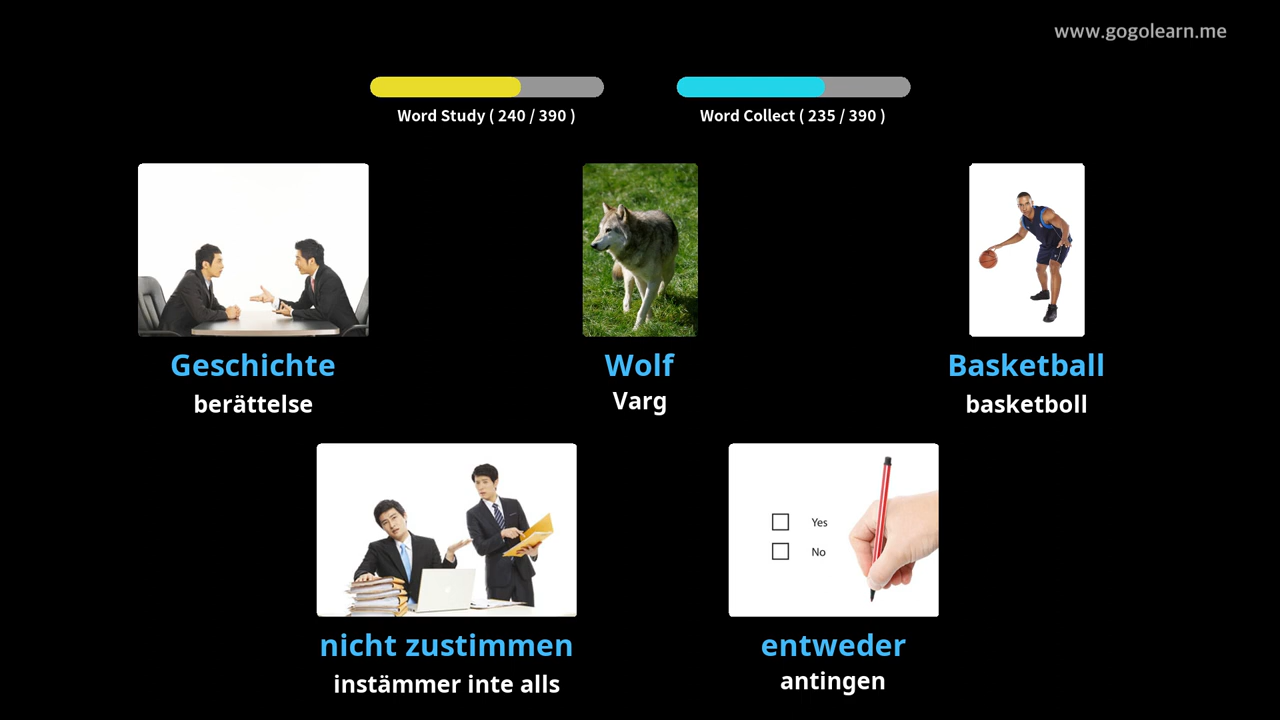 www.gogolearn.me
Word Study ( 240 / 390 )
Word Collect ( 235 / 390 )
Geschichte
berättelse
Wolf
Varg
Basketball
basketboll
Yes
No
nicht zustimmen
instämmer inte alls
entweder
antingen